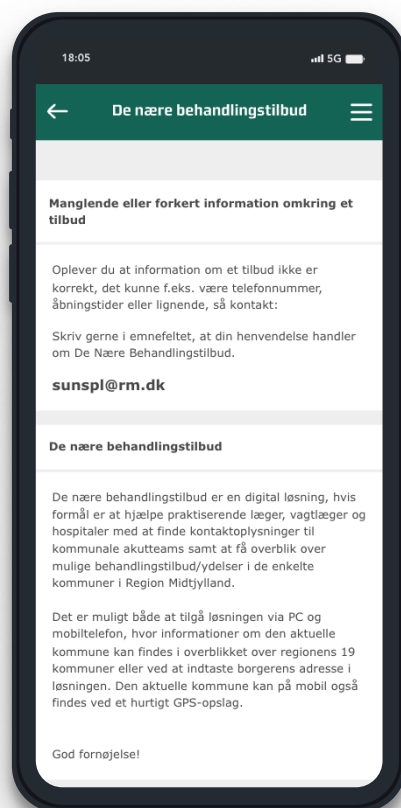 18:05
5G
De nære behandlingstilbud
Manglende eller forkert information omkring et
tilbud
Oplever du at information om et tilbud ikke er
korrekt, det kunne f.eks. være telefonnummer,
åbningstider eller lignende, så kontakt:
Skriv gerne i emnefeltet, at din henvendelse handler
om De Nære Behandlingstilbud.
sunspl@rm.dk
De nære behandlingstilbud
De nære behandlingstilbud er en digital løsning, hvis
formål er at hjælpe praktiserende læger, vagtlæger og
hospitaler med at finde kontaktoplysninger til
kommunale akutteams samt at få overblik over
mulige behandlingstilbud/ydelser i de enkelte
kommuner i Region Midtjylland.
Det er muligt både at tilgå løsningen via PC og
mobiltelefon, hvor informationer om den aktuelle
kommune kan findes i overblikket over regionens 19
kommuner eller ved at indtaste borgerens adresse i
løsningen. Den aktuelle kommune kan på mobil også
findes ved et hurtigt GPS-opslag.
God fornøjelse!